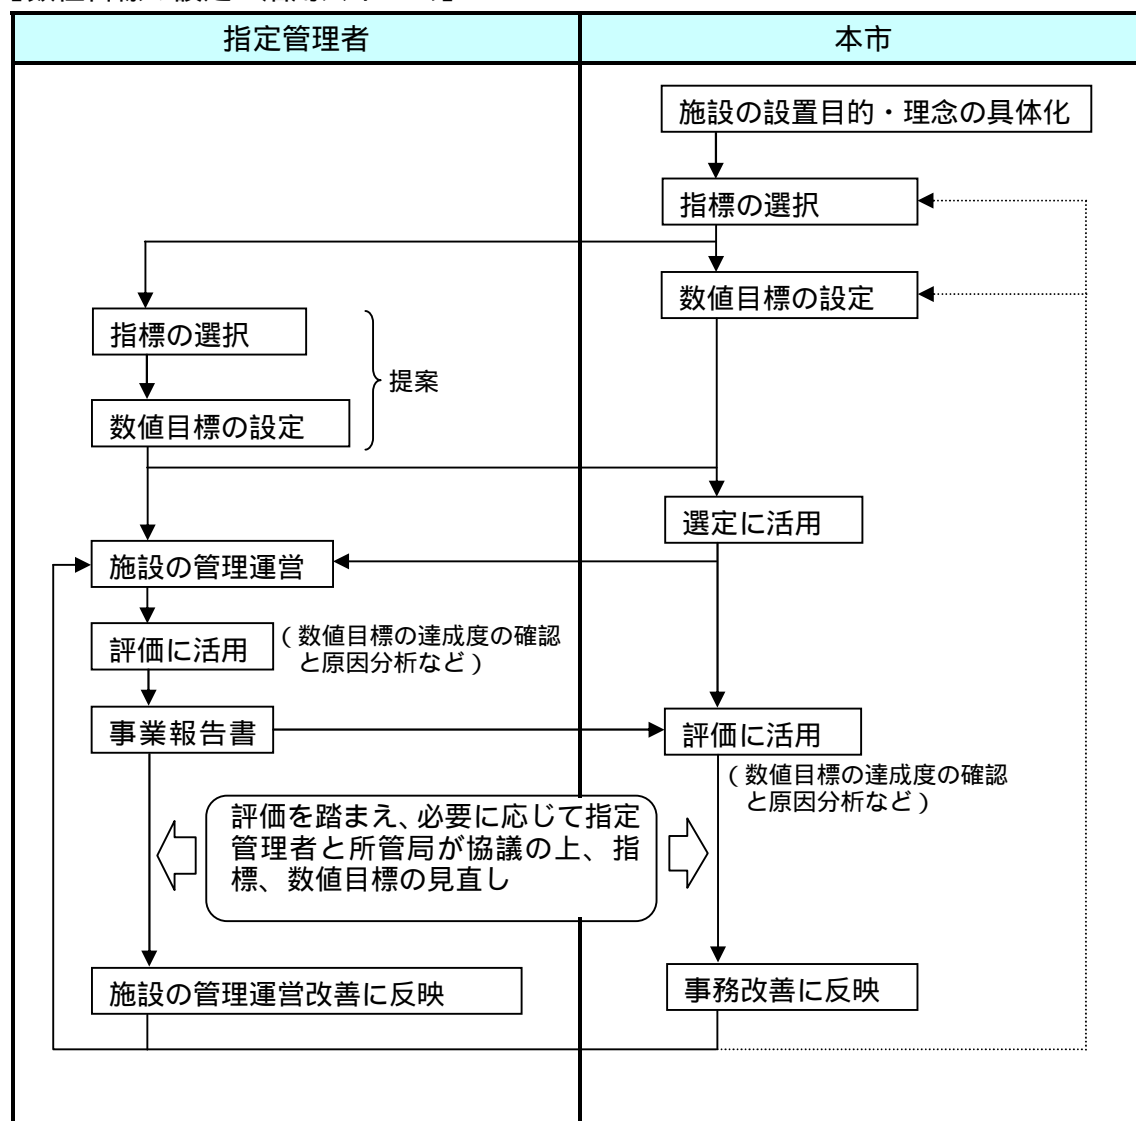 指定管理者
本市
施設の設置目的・理念の具体化
指標の選択
数値目標の設定
指標の選択
提案
数値目標の設定
選定に活用
施設の管理運営
評価に活用
(数値目標の達成度の確認
と原因分析など)
事業報告書
評価に活用
(数値目標の達成度の確認
と原因分析など)
評価を踏まえ、必要に応じて指定
管理者と所管局が協議の上、指
標、数値目標の見直し
施設の管理運営改善に反映
事務改善に反映